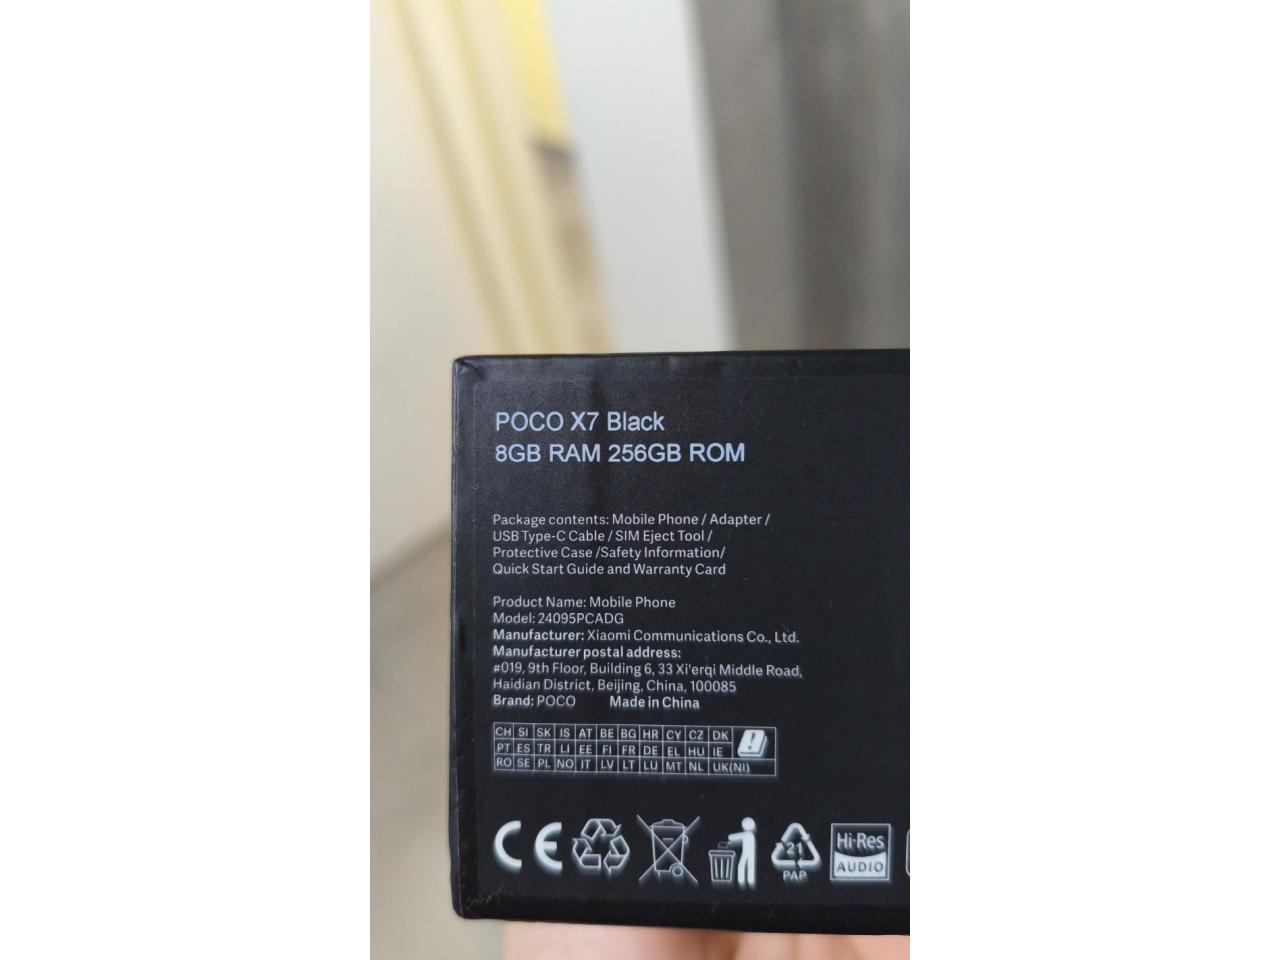 POCO X7 Black
8GB RAM 256GB ROM
Package contents: Mobile Phone / Adapter /
USB Type-C Cable / SIM Eject Tool /
Protective Case /Safety Information/
Quick Start Guide and Warranty Card
Product Name: Mobile Phone
Model: 24095PCADG
Manufacturer: Xiaomi Communications Co., Ltd.
Manufacturer postal address:
#019, 9th Floor, Building 6, 33 Xi'erqi Middle Road,
Haidian District, Beijing, China, 100085
Brand: POCO Made in China
CH SI SK IS AT BE BG HR CY CZ DK
PT ES TR LI EE FI FR DE EL HU IE
RO SE PL NO IT LV LT LU MT NL UK(NI)
CE
21
PAP
Hi-Res
AUDIO